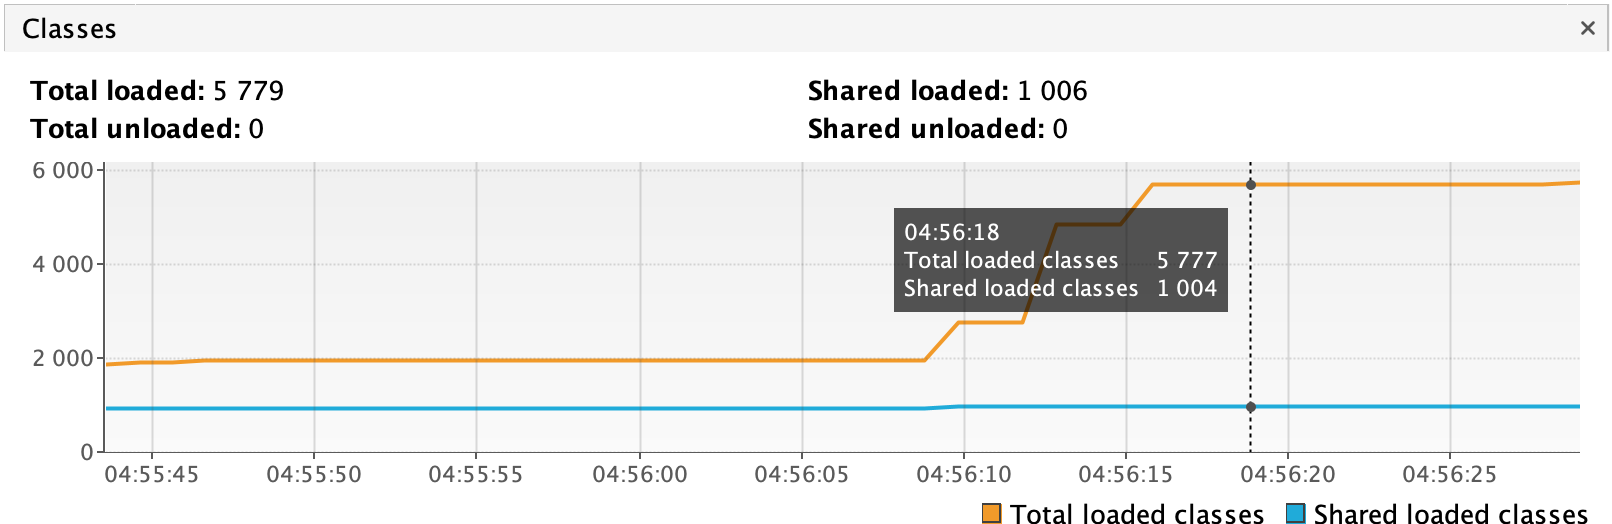 Classes ×
Total loaded: 5 779 Shared loaded: 1 006
Total unloaded: 0 Shared unloaded: 0
6 000
4 000
2 000
0
04:56:18
Total loaded classes 5 777
Shared loaded classes 1 004
04:55:45 04:55:50 04:55:55 04:56:00 04:56:05 04:56:10 04:56:15 04:56:20 04:56:25
Total loaded classes Shared loaded classes